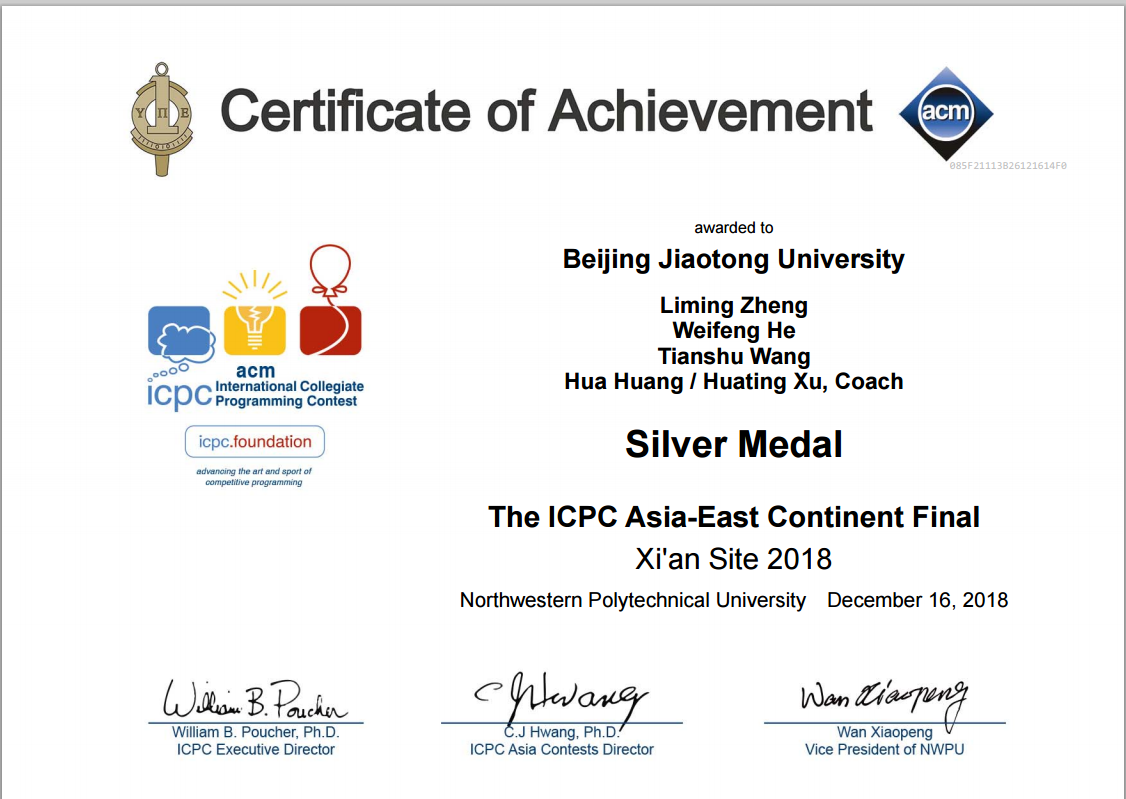 Y Π E
Certificate of Achievement
acm
085F21113B26121614F0
awarded to
Beijing Jiaotong University
Liming Zheng
Weifeng He
Tianshu Wang
Hua Huang / Huating Xu, Coach
acm
icpc International Collegiate
Programming Contest
icpc.foundation
advancing the art and sport of
competitive programming
Silver Medal
The ICPC Asia-East Continent Final
Xi'an Site 2018
Northwestern Polytechnical University December 16, 2018
William B. Poucher
William B. Poucher, Ph.D.
ICPC Executive Director
C J Hwang
C.J Hwang, Ph.D.
ICPC Asia Contests Director
Wan Xiaopeng
Wan Xiaopeng
Vice President of NWPU